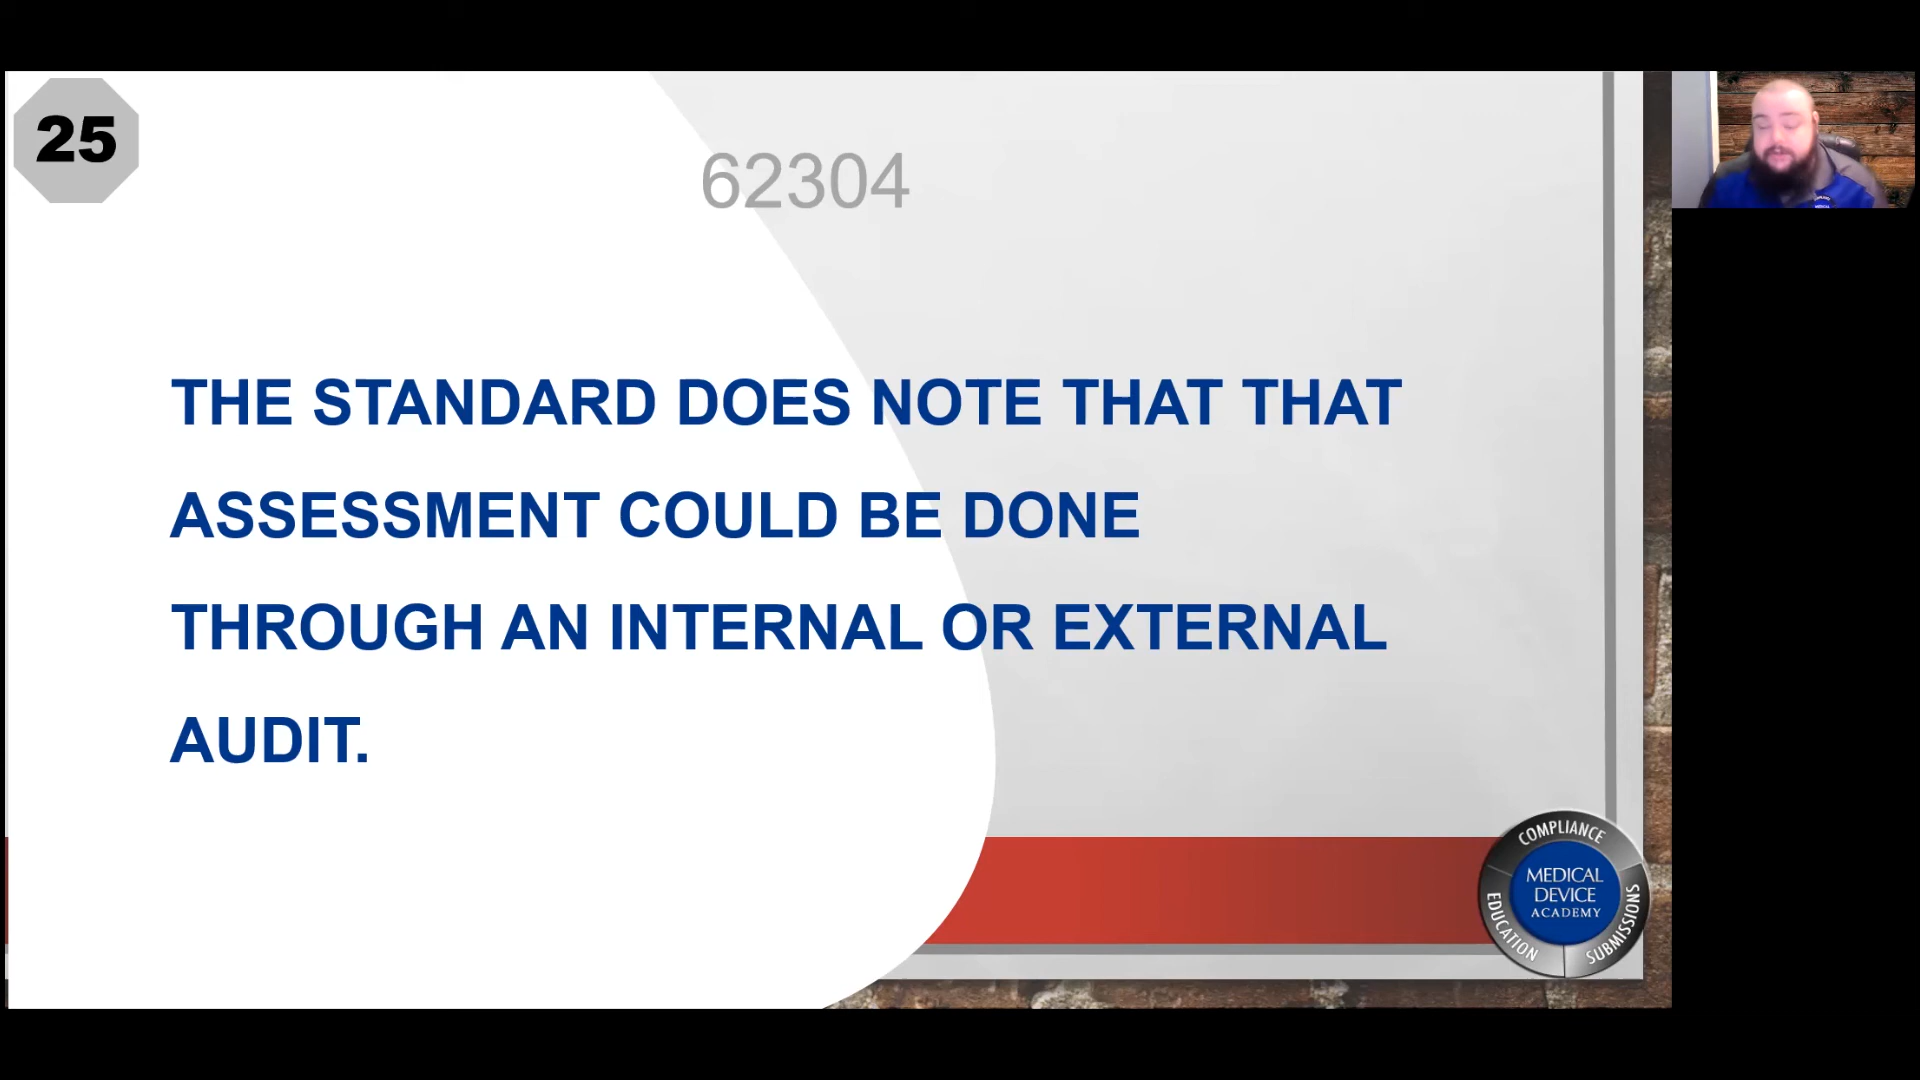 25
62304
THE STANDARD DOES NOTE THAT THAT
ASSESSMENT COULD BE DONE
THROUGH AN INTERNAL OR EXTERNAL
AUDIT.
COMPLIANCE
MEDICAL
DEVICE
ACADEMY
EDUCATION
SUBMISSIONS